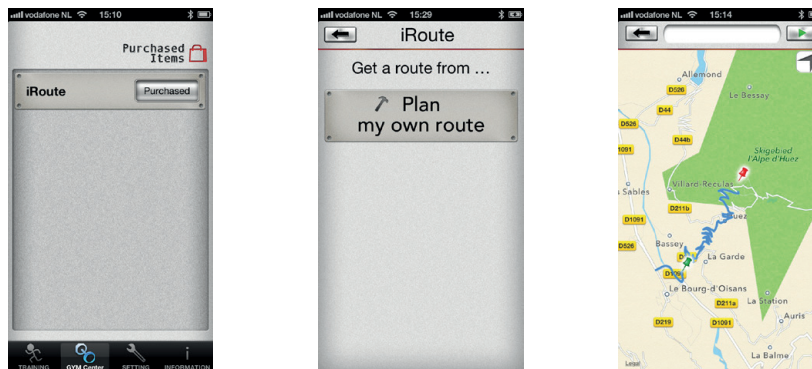 vodafone NL 15:10
Purchased
Items
iRoute Purchased
TRAINING GYM Center SETTING INFORMATION
vodafone NL 15:29
iRoute
Get a route from ...
Plan
my own route
vodafone NL 15:14
Allemond
D526
Le Bessay
D44
D526
D44b
1091
Skigebied
l'Alpe d'Huez
Villard-Reculas
Sables
D211b
D1091
Huez
D526
Bassey
La Garde
Le Bourg-d'Oisans
D211a
La Station
Auris
D219
D1091
La Balme
Legal